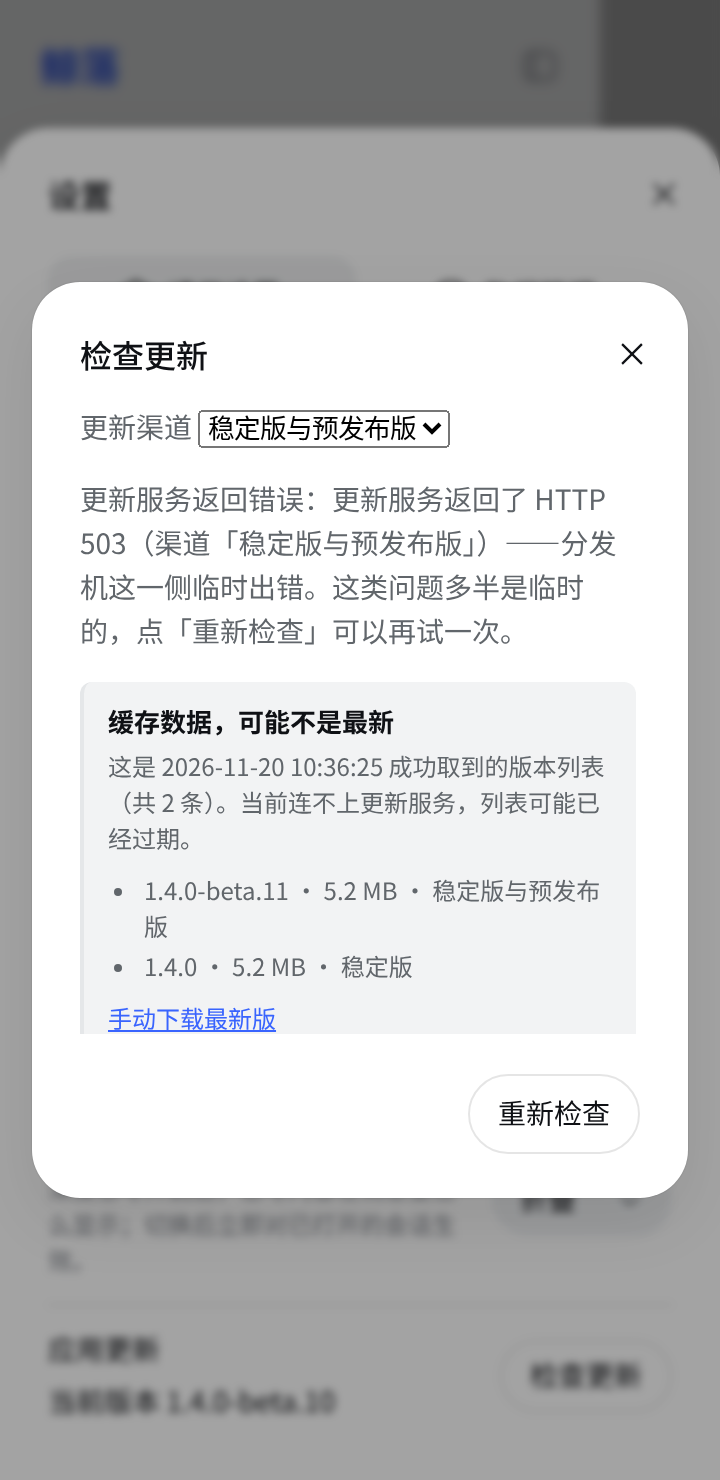 设置
检查更新
更新渠道 稳定版与预发布版
更新服务返回错误：更新服务返回了 HTTP
503（渠道「稳定版与预发布版」）——分发
机这一侧临时出错。这类问题多半是临时
的，点「重新检查」可以再试一次。
缓存数据，可能不是最新
这是 2026-11-20 10:36:25 成功取到的版本列表
（共 2 条）。当前连不上更新服务，列表可能已
经过期。
• 1.4.0-beta.11 · 5.2 MB · 稳定版与预发布
版
• 1.4.0 · 5.2 MB · 稳定版
手动下载最新版
重新检查
应用更新
检查更新
当前版本 1.4.0-beta.10